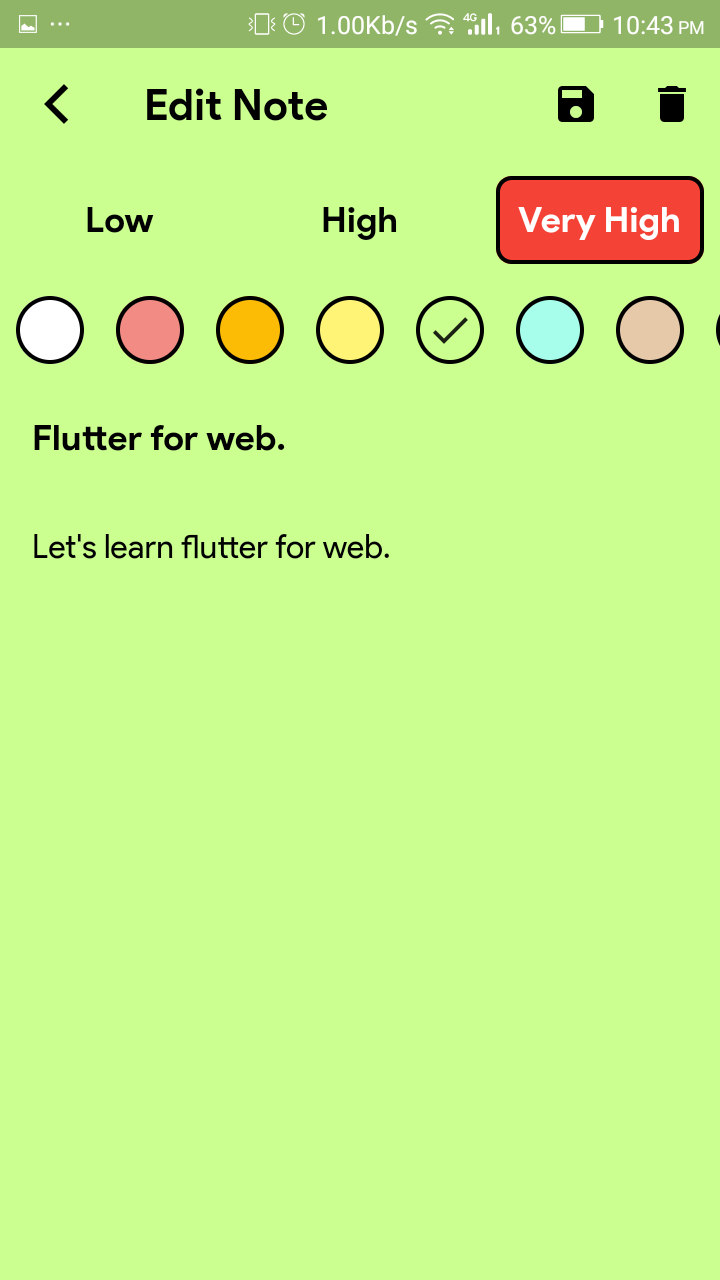 1.00Kb/s 4G 63% 10:43 PM
Edit Note
Low High Very High
Flutter for web.
Let's learn flutter for web.